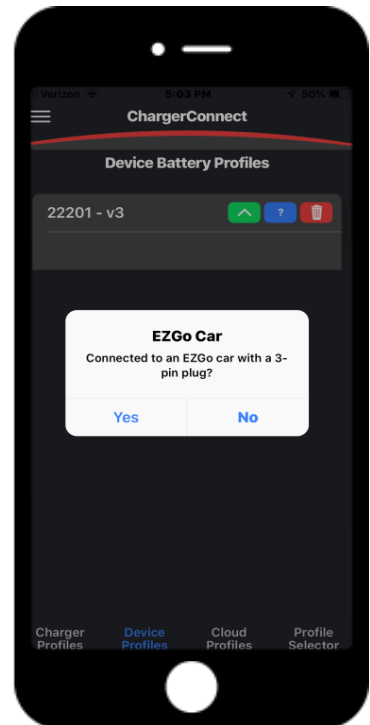 Verizon 5:03 PM 50%
ChargerConnect
Device Battery Profiles
22201 - v3 ?
EZGo Car
Connected to an EZGo car with a 3-
pin plug?
Yes No
Charger Device Cloud Profile
Profiles Profiles Profiles Selector